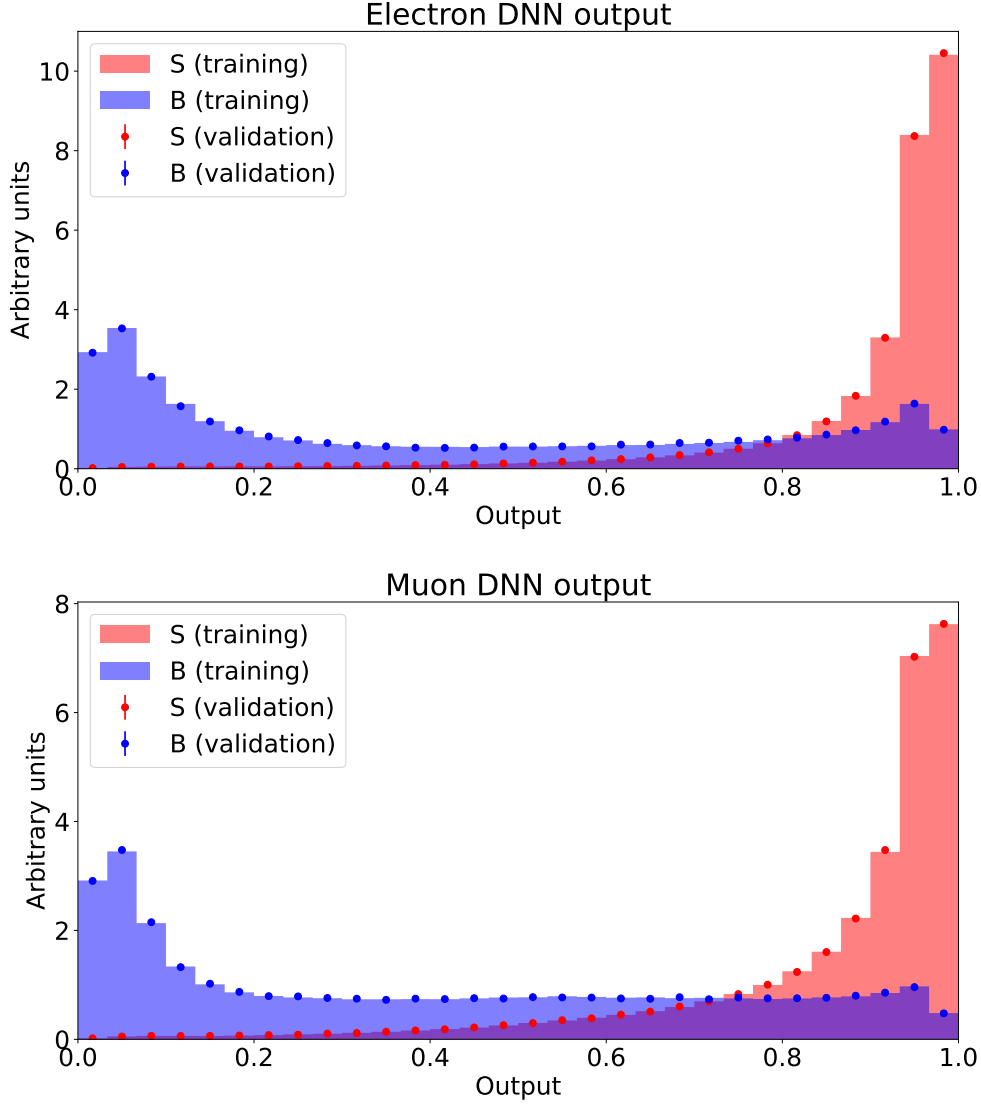 Electron DNN output
S (training)
B (training)
S (validation)
B (validation)
Arbitrary units
10
8
6
4
2
0
0.0 0.2 0.4 0.6 0.8 1.0
Output
Muon DNN output
S (training)
B (training)
S (validation)
B (validation)
Arbitrary units
8
6
4
2
0
0.0 0.2 0.4 0.6 0.8 1.0
Output